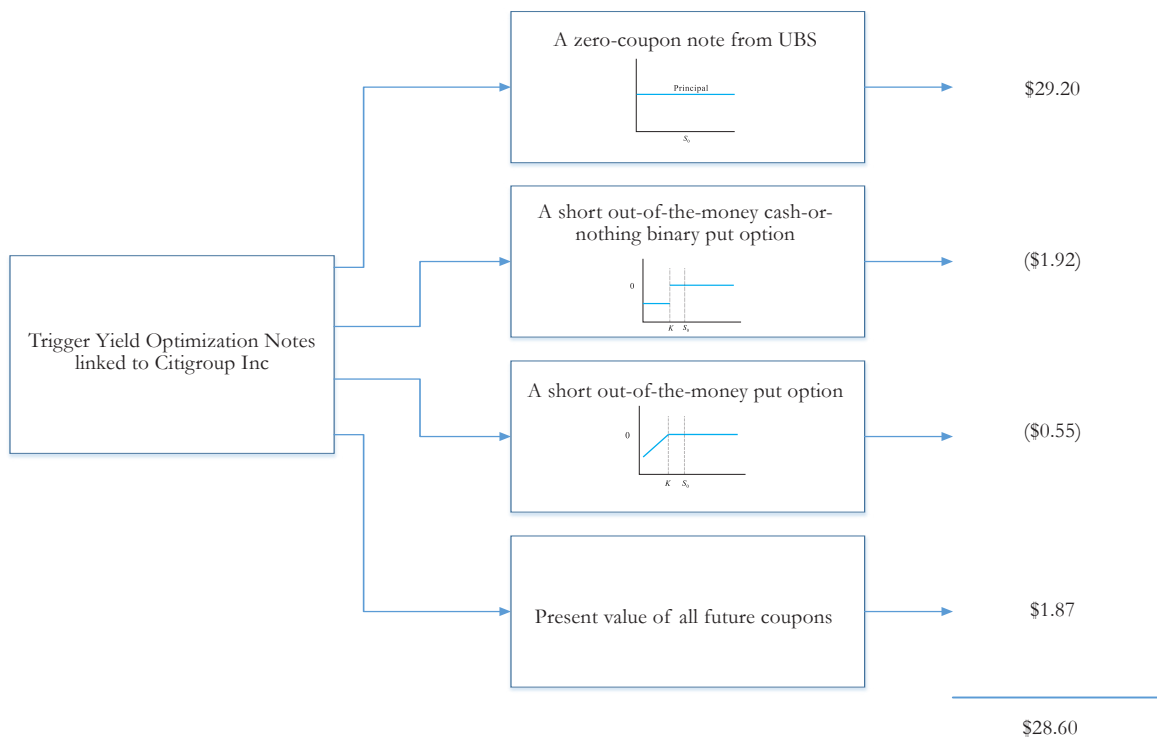 A zero-coupon note from UBS
Principal
S0
$29.20
A short out-of-the-money cash-or-
nothing binary put option
0
K S0
($1.92)
Trigger Yield Optimization Notes
linked to Citigroup Inc
A short out-of-the-money put option
0
K S0
($0.55)
Present value of all future coupons
$1.87
$28.60